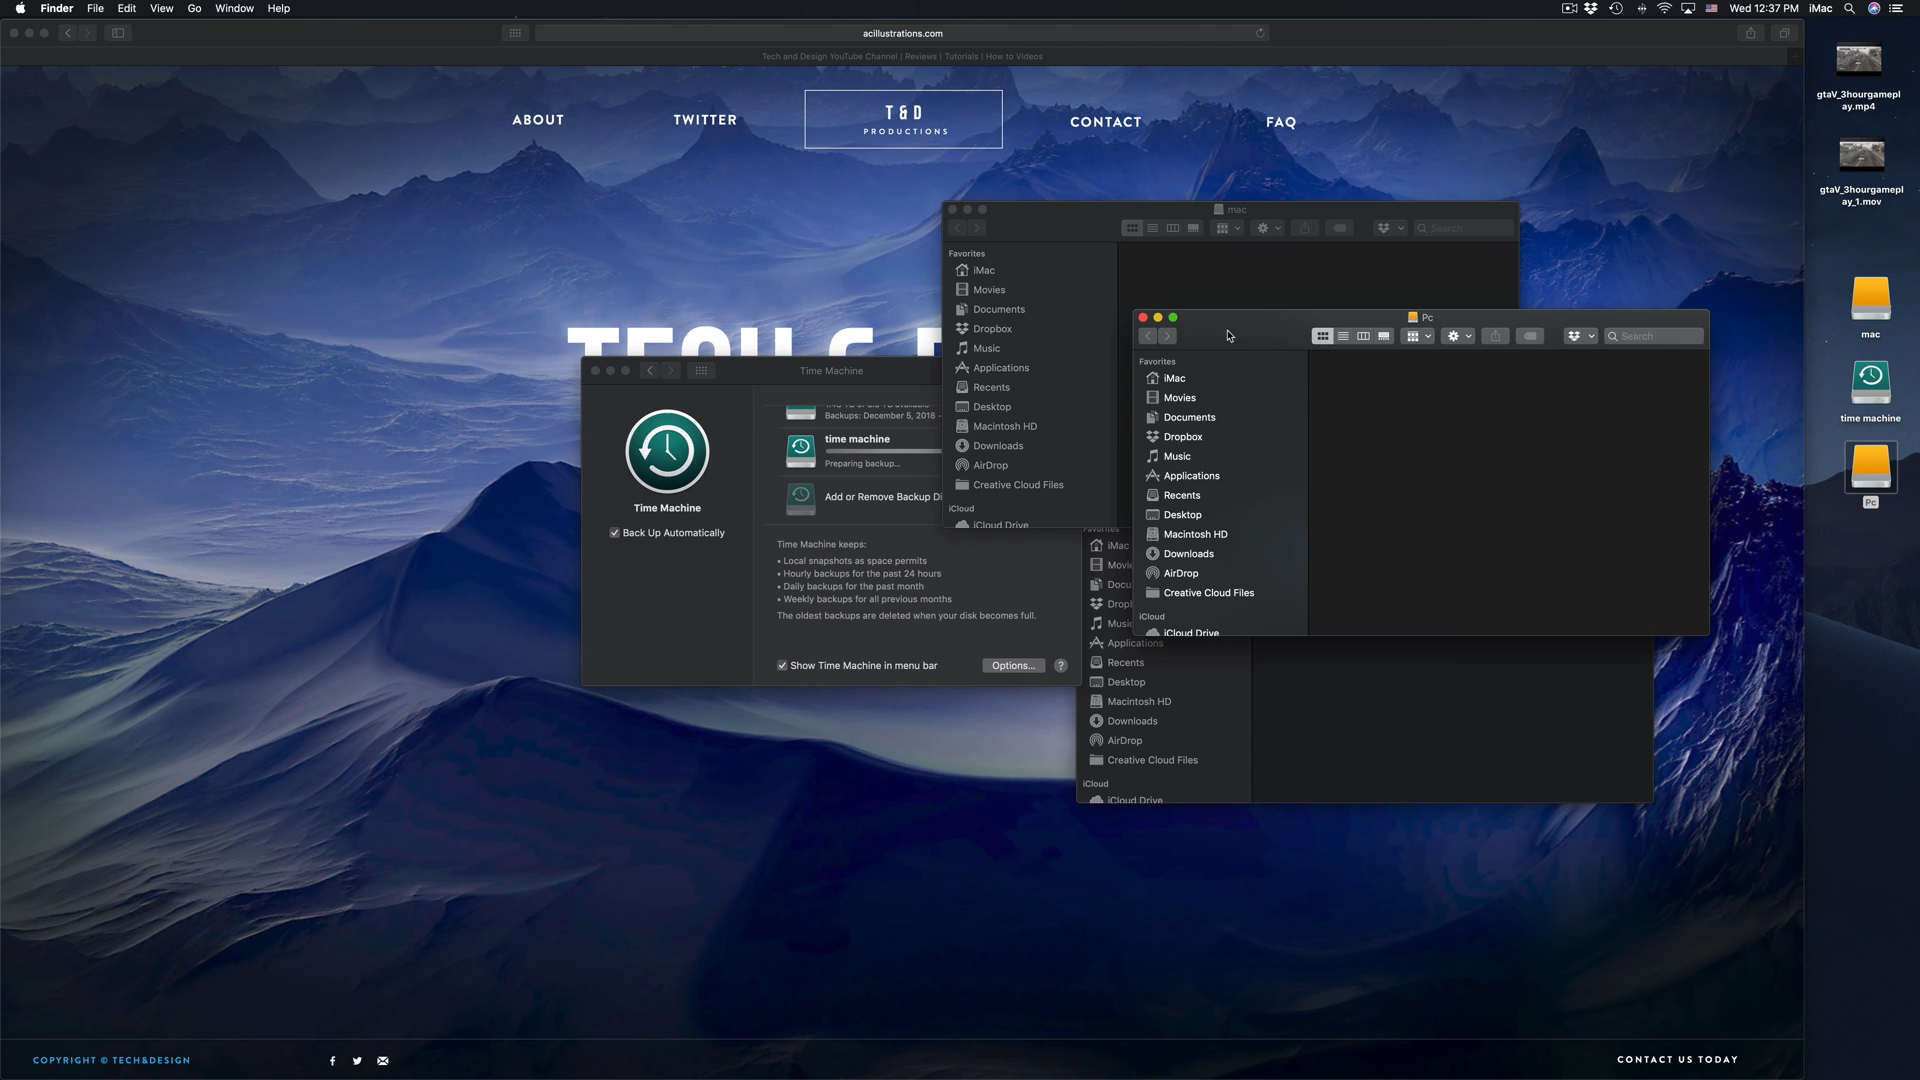 Finder File Edit View Go Window Help
Wed 12:37 PM iMac
acillustrations.com
Tech and Design YouTube Channel | Reviews | Tutorials | How to Videos
ABOUT
TWITTER
T & D
PRODUCTIONS
CONTACT
FAQ
gtaV_3hourgamepl
ay.mp4
gtaV_3hourgamepl
ay_1.mov
mac
time machine
Pc
mac
Search
Favorites
iMac
Movies
Documents
Dropbox
Music
Applications
Recents
Desktop
Macintosh HD
Downloads
AirDrop
Creative Cloud Files
iCloud
iCloud Drive
Pc
Search
Favorites
iMac
Movies
Documents
Dropbox
Music
Applications
Recents
Desktop
Macintosh HD
Downloads
AirDrop
Creative Cloud Files
iCloud
iCloud Drive
Time Machine
Time Machine
Back Up Automatically
Backups: December 5, 2018 -
time machine
Preparing backup...
Add or Remove Backup Di
Time Machine keeps:
• Local snapshots as space permits
• Hourly backups for the past 24 hours
• Daily backups for the past month
• Weekly backups for all previous months
The oldest backups are deleted when your disk becomes full.
Show Time Machine in menu bar
Options...
?
Favorites
iMac
Movie
Docu
Dropl
Music
Applications
Recents
Desktop
Macintosh HD
Downloads
AirDrop
Creative Cloud Files
iCloud
iCloud Drive
COPYRIGHT © TECH&DESIGN
CONTACT US TODAY